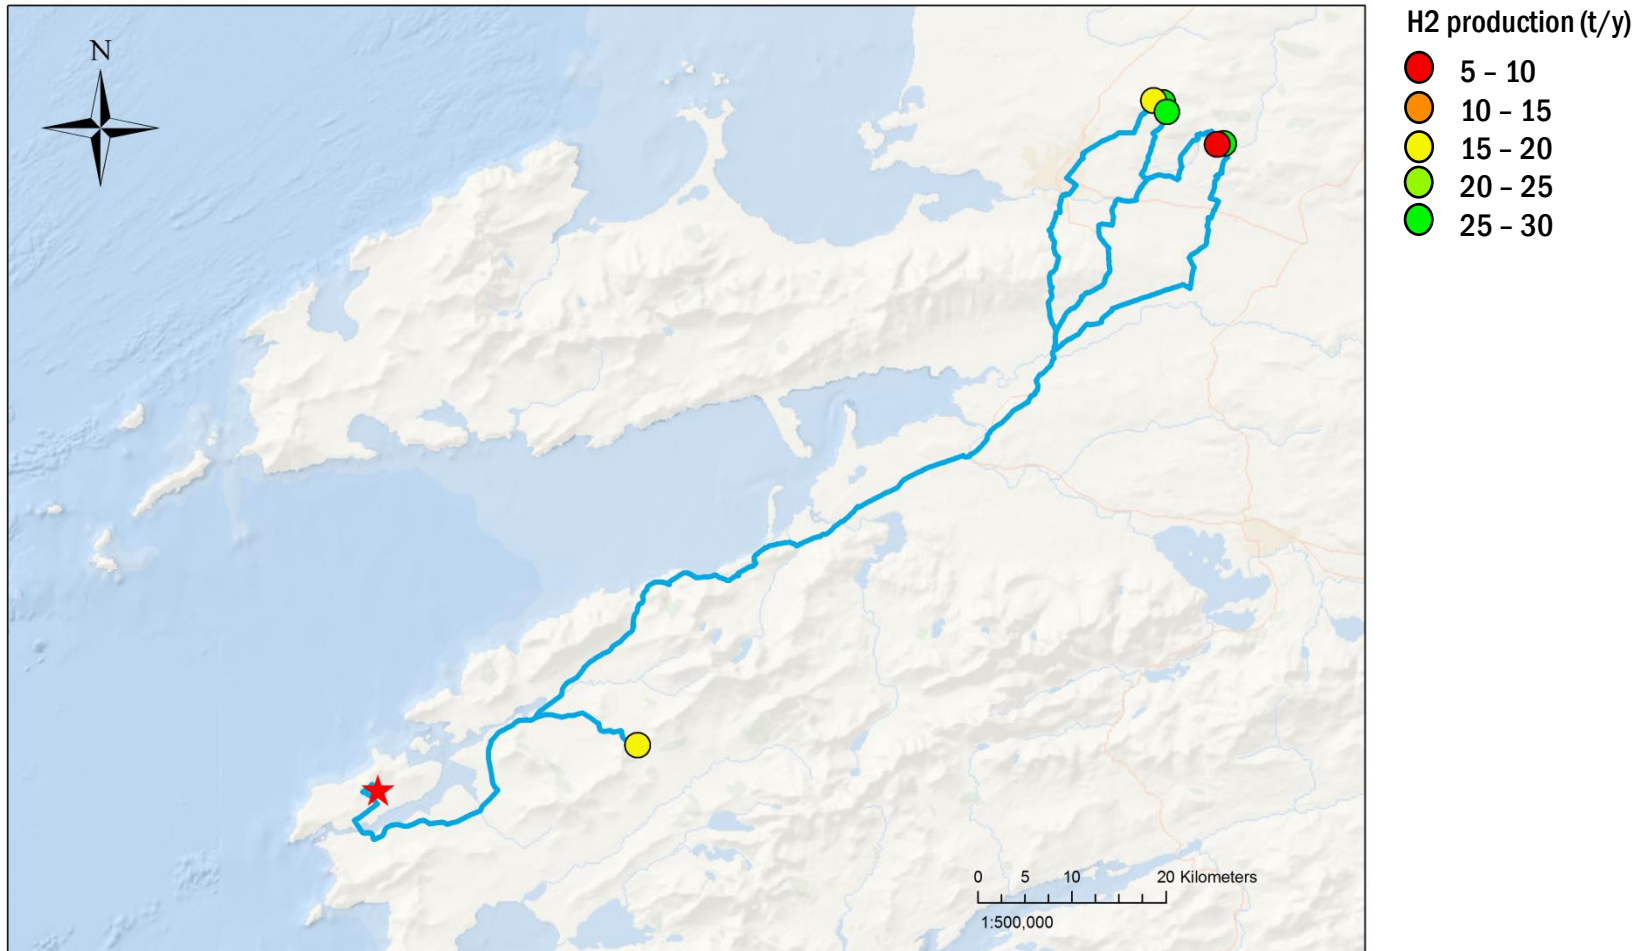 N
H2 production (t/y)
5 – 10
10 – 15
15 – 20
20 – 25
25 – 30
0 5 10 20 Kilometers
1:500,000